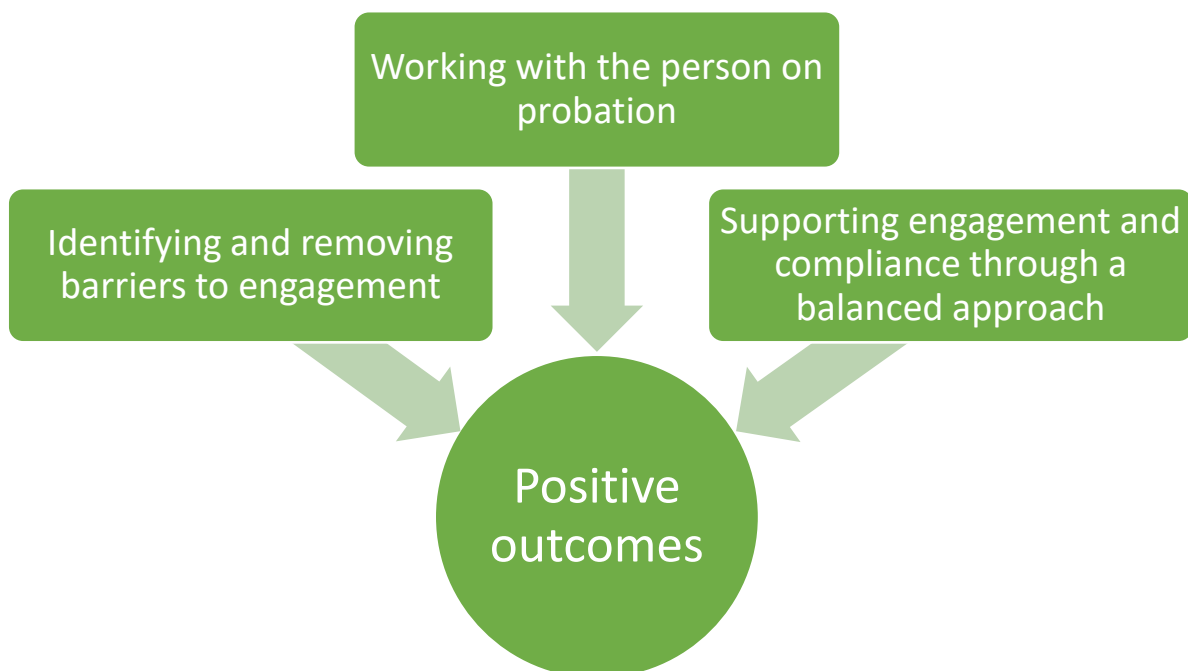 Working with the person on
probation
Identifying and removing
barriers to engagement
Supporting engagement and
compliance through a
balanced approach
Positive
outcomes